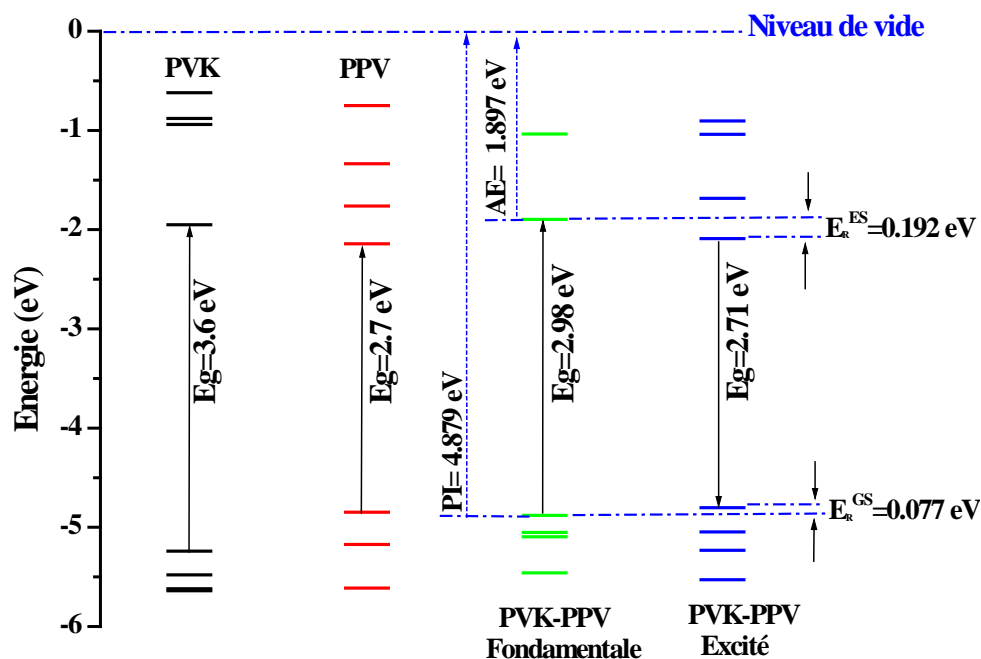 0
-1
-2
-3
-4
-5
-6
Energie (eV)
Niveau de vide
PVK
PPV
AE= 1.897 eV
PI= 4.879 eV
Eg=3.6 eV
Eg=2.7 eV
Eg=2.98 eV
Eg=2.71 eV
E_R^ES=0.192 eV
E_R^GS=0.077 eV
PVK-PPV
Fondamentale
PVK-PPV
Excité